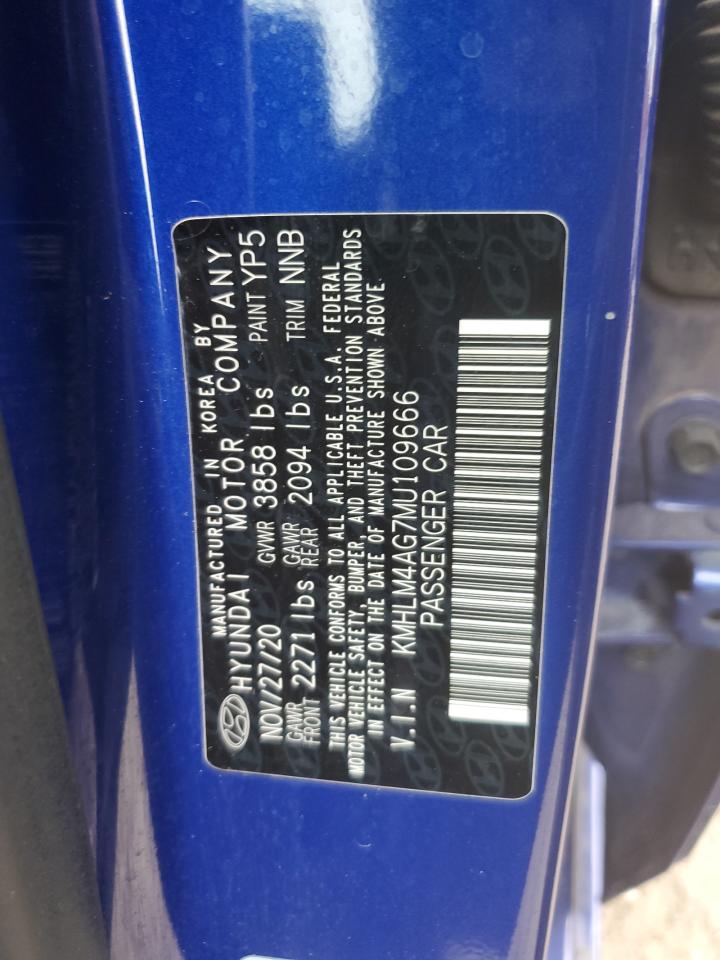 MANUFACTURED IN KOREA BY
HYUNDAI MOTOR COMPANY
NOV/27/20 GVWR 3858 lbs PAINT YP5
GAWR FRONT 2271 lbs GAWR REAR 2094 lbs TRIM NNB
THIS VEHICLE CONFORMS TO ALL APPLICABLE U.S.A. FEDERAL
MOTOR VEHICLE SAFETY, BUMPER, AND THEFT PREVENTION STANDARDS
IN EFFECT ON THE DATE OF MANUFACTURE SHOWN ABOVE.
V.I.N KMHLM4AG7MU109666
PASSENGER CAR